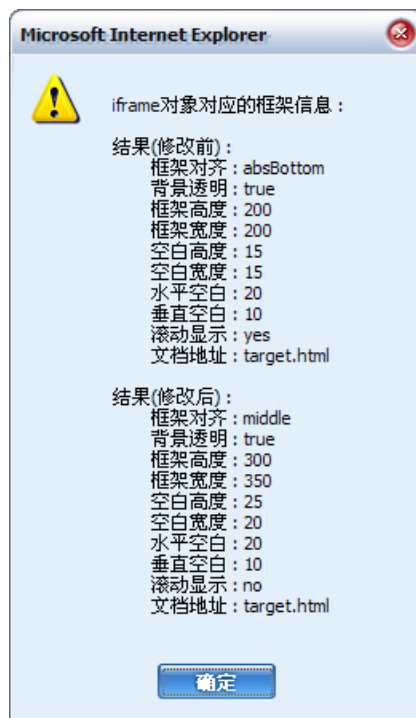 Microsoft Internet Explorer
iframe对象对应的框架信息：
结果(修改前)：
框架对齐：absBottom
背景透明：true
框架高度：200
框架宽度：200
空白高度：15
空白宽度：15
水平空白：20
垂直空白：10
滚动显示：yes
文档地址：target.html
结果(修改后)：
框架对齐：middle
背景透明：true
框架高度：300
框架宽度：350
空白高度：25
空白宽度：20
水平空白：20
垂直空白：10
滚动显示：no
文档地址：target.html
确定